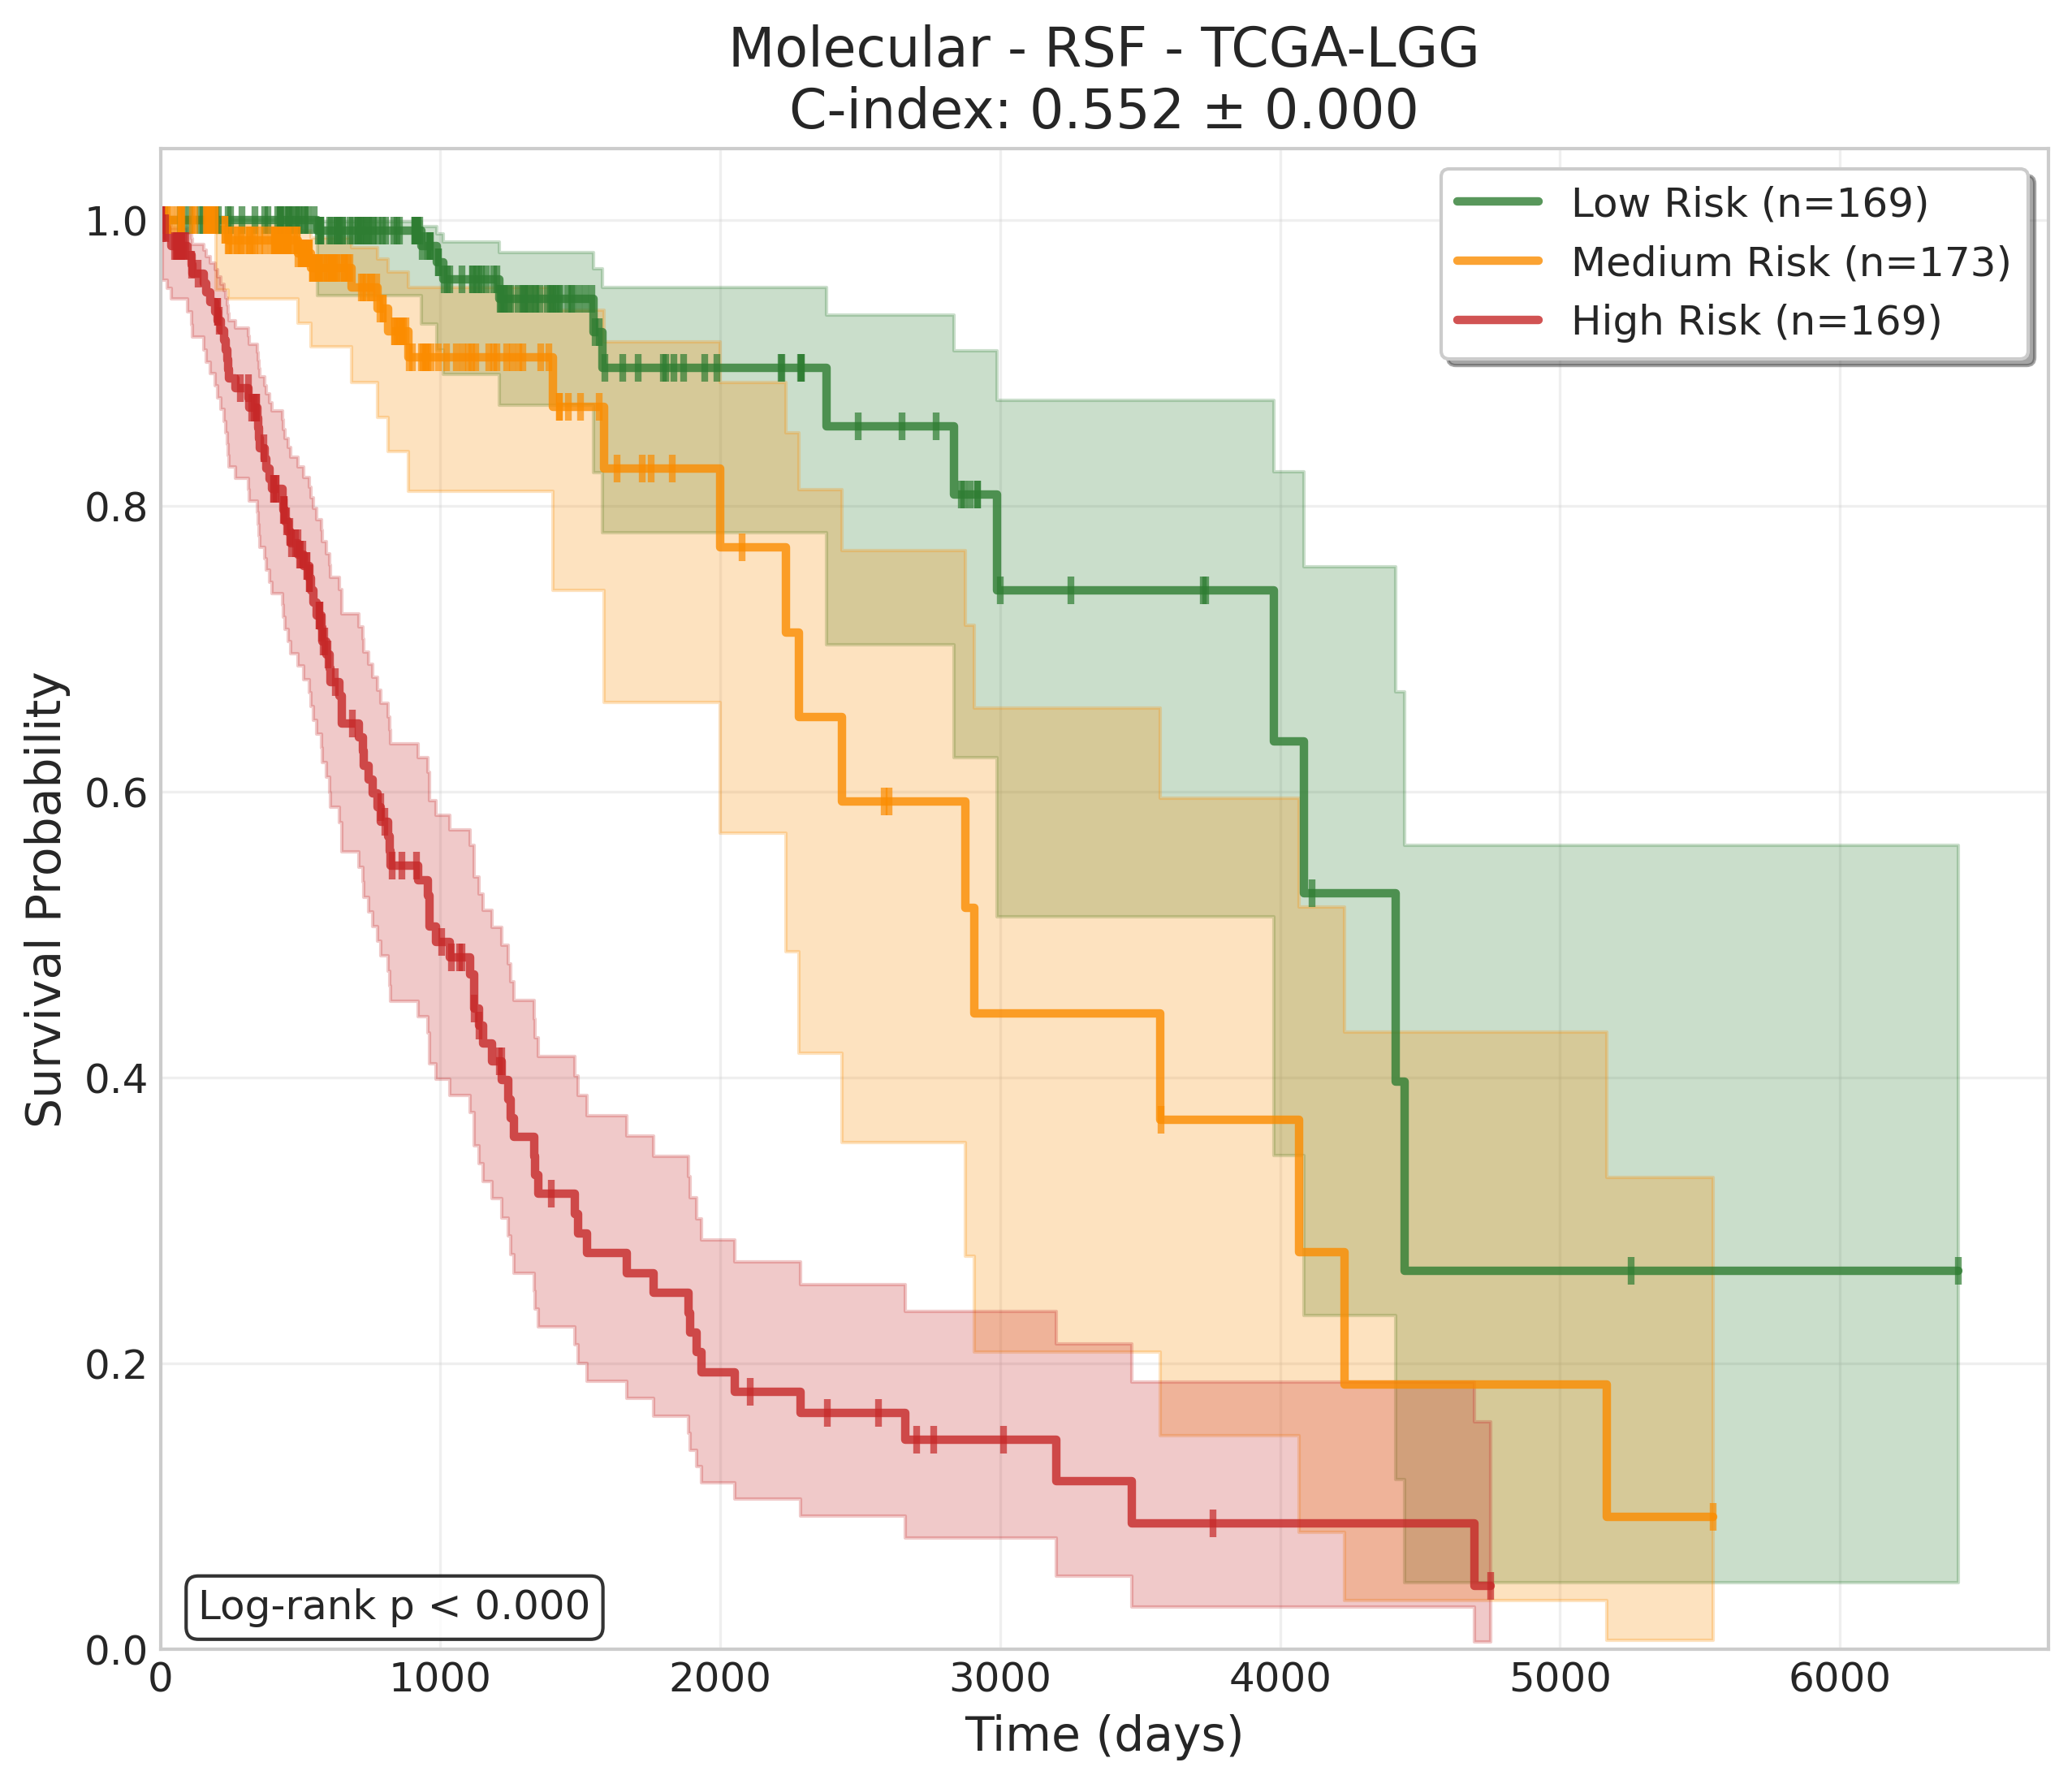 Molecular - RSF - TCGA-LGG
C-index: 0.552 ± 0.000
Low Risk (n=169)
Medium Risk (n=173)
High Risk (n=169)
Survival Probability
1.0
0.8
0.6
0.4
0.2
0.0
Log-rank p < 0.000
0 1000 2000 3000 4000 5000 6000
Time (days)